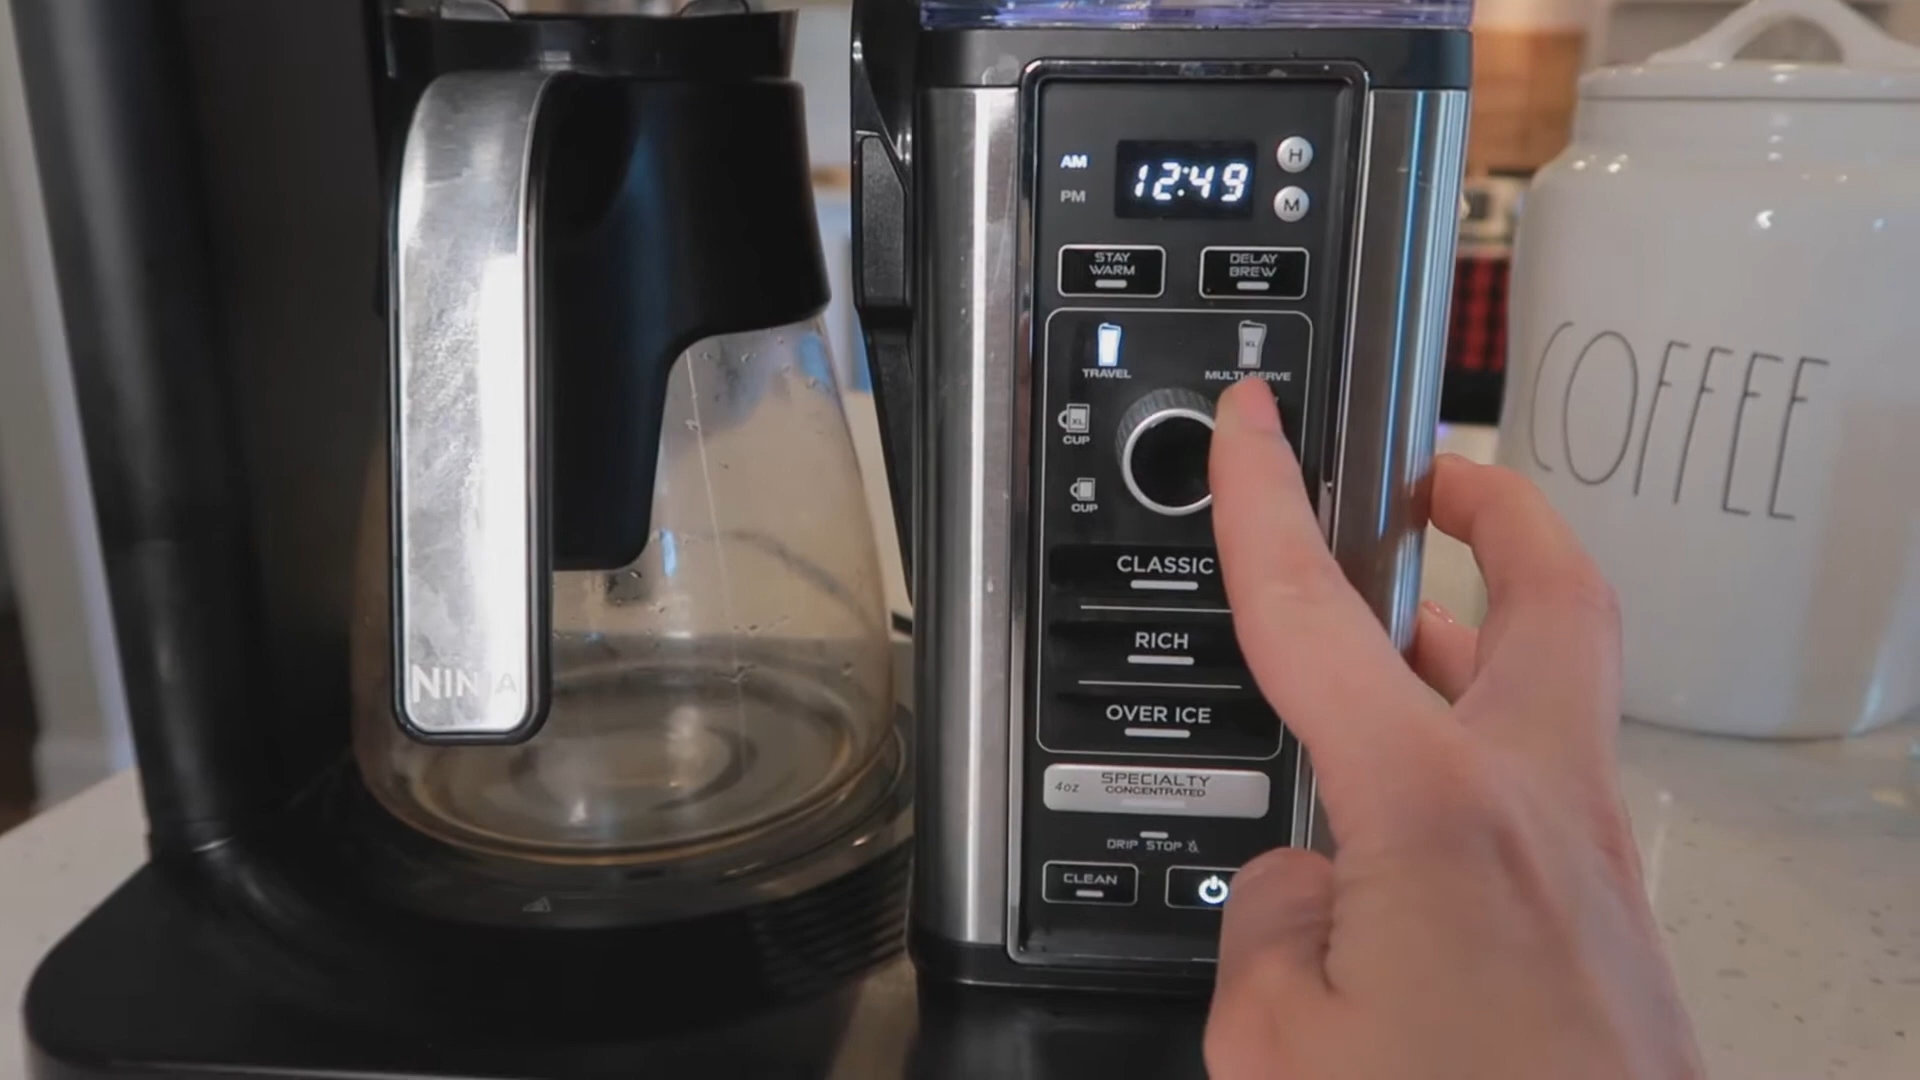 AM
12:49
H
PM
M
STAY
WARM
DELAY
BREW
TRAVEL
XL
MULTI-SERVE
XL
CUP
CUP
CLASSIC
RICH
OVER ICE
4oz
SPECIALTY
CONCENTRATED
DRIP STOP
CLEAN
NINJA
COFFEE